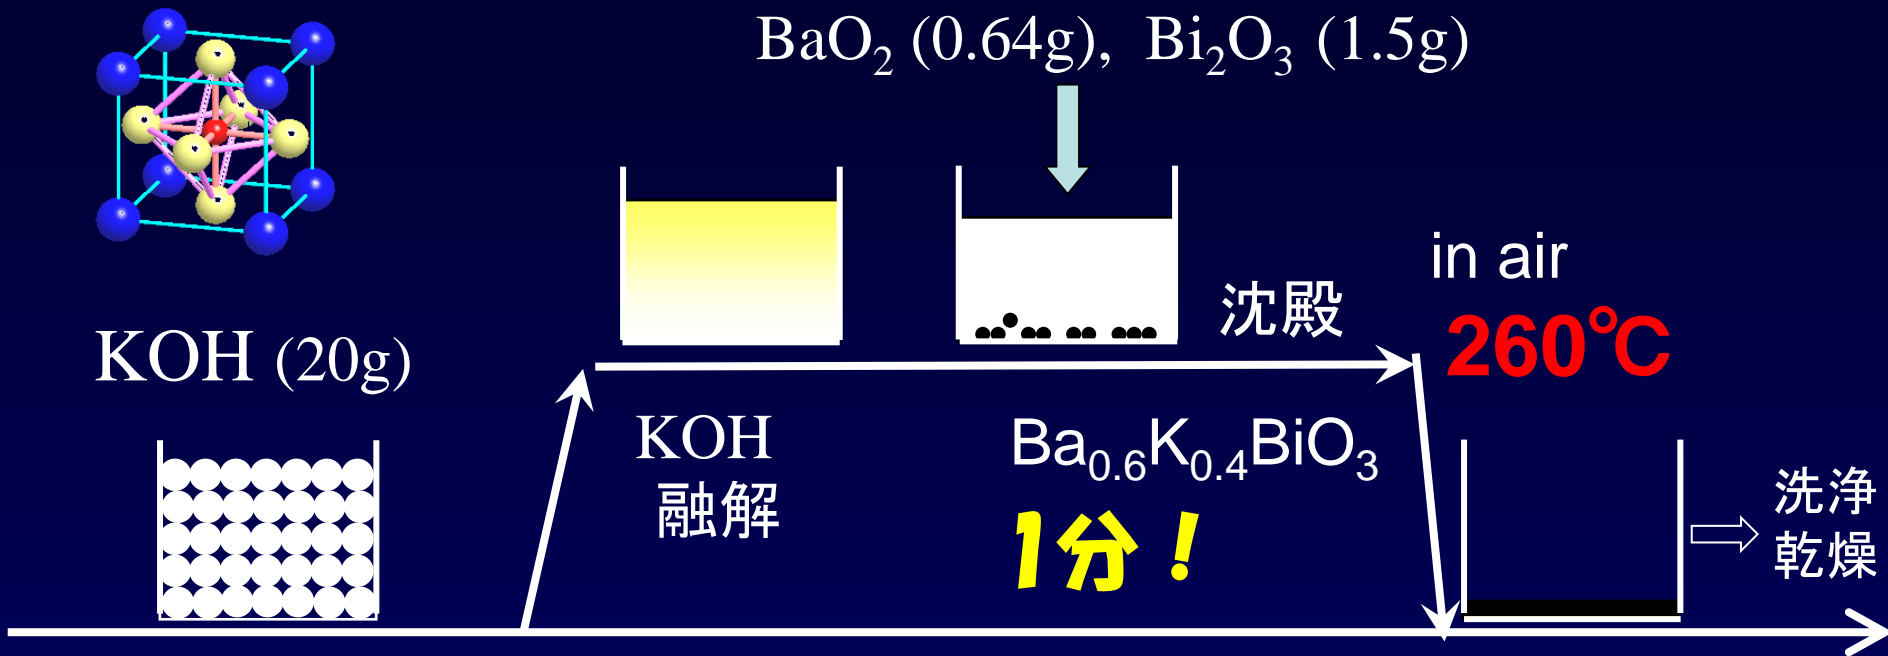 BaO₂ (0.64g), Bi₂O₃ (1.5g)
KOH (20g)
KOH
融解
沈殿
Ba₀.₆K₀.₄BiO₃
1分!
in air
260℃
洗浄
乾燥